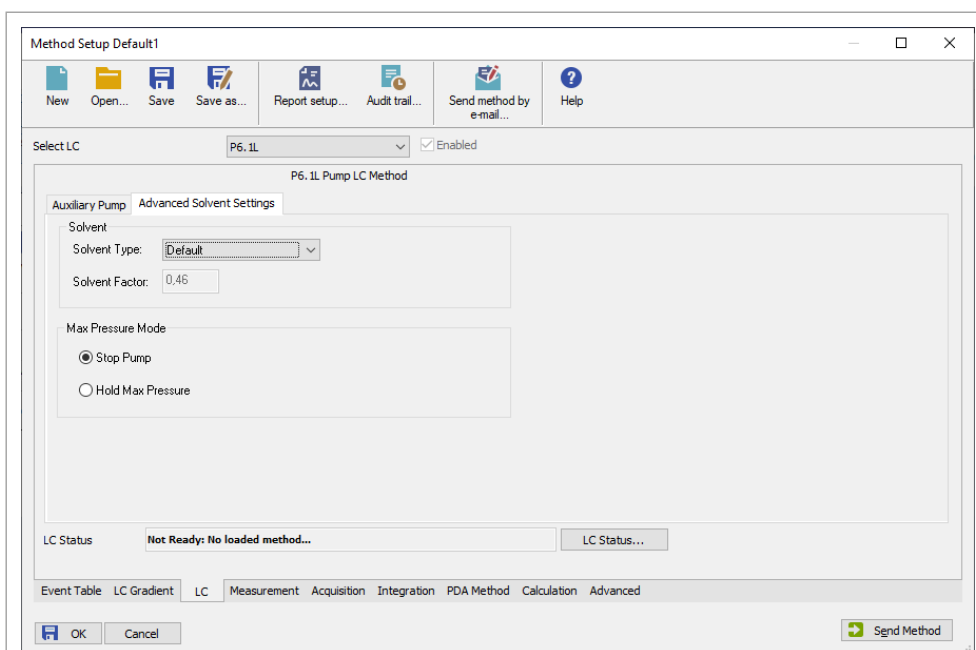 Method Setup Default1
New Open... Save Save as... Report setup... Audit trail... Send method by e-mail... Help
Select LC P6.1L Enabled
P6.1L Pump LC Method
Auxiliary Pump Advanced Solvent Settings
Solvent
Solvent Type: Default
Solvent Factor: 0,46
Max Pressure Mode
Stop Pump
Hold Max Pressure
LC Status Not Ready: No loaded method... LC Status...
Event Table LC Gradient LC Measurement Acquisition Integration PDA Method Calculation Advanced
OK Cancel Send Method